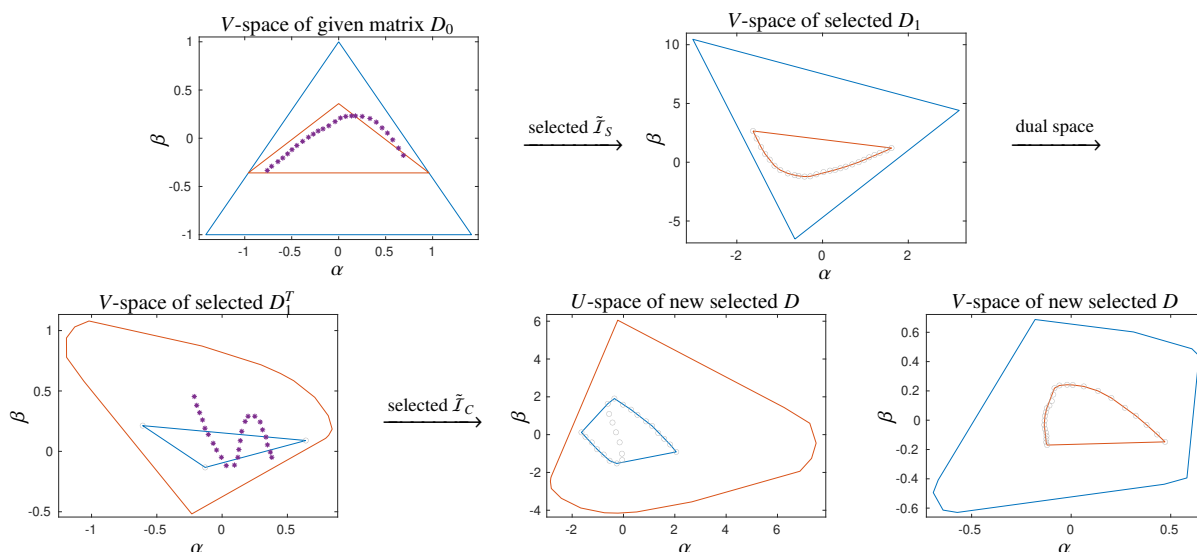 V-space of given matrix D_0
1
0.5
0
-0.5
-1
-1 -0.5 0 0.5 1
β
α
selected Ĩ_S
V-space of selected D_1
10
5
0
-5
-2 0 2
β
α
dual space
V-space of selected D_1^T
1
0.5
0
-0.5
-1 -0.5 0 0.5
β
α
selected Ĩ_C
U-space of new selected D
6
4
2
0
-2
-4
-2 0 2 4 6
β
α
V-space of new selected D
0.6
0.4
0.2
0
-0.2
-0.4
-0.6
-0.5 0 0.5
β
α